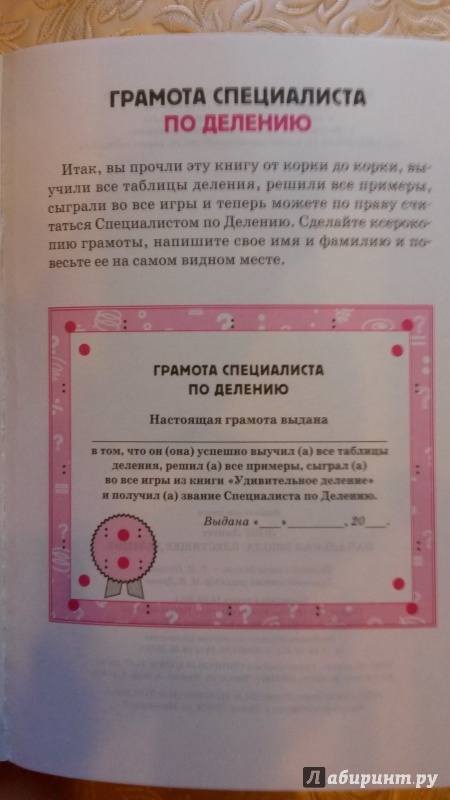 ГРАМОТА СПЕЦИАЛИСТА
ПО ДЕЛЕНИЮ
Итак, вы прочли эту книгу от корки до корки, вы-
учили все таблицы деления, решили все примеры,
сыграли во все игры и теперь можете по праву счи-
таться Специалистом по Делению. Сделайте ксероко-
пию грамоты, напишите свое имя и фамилию и по-
весьте ее на самом видном месте.
ГРАМОТА СПЕЦИАЛИСТА
ПО ДЕЛЕНИЮ
Настоящая грамота выдана
в том, что он (она) успешно выучил (а) все таблицы
деления, решил (а) все примеры, сыграл (а)
во все игры из книги «Удивительное деление»
и получил (а) звание Специалиста по Делению.
Выдана «___» ________, 20___.
Лабиринт.ру